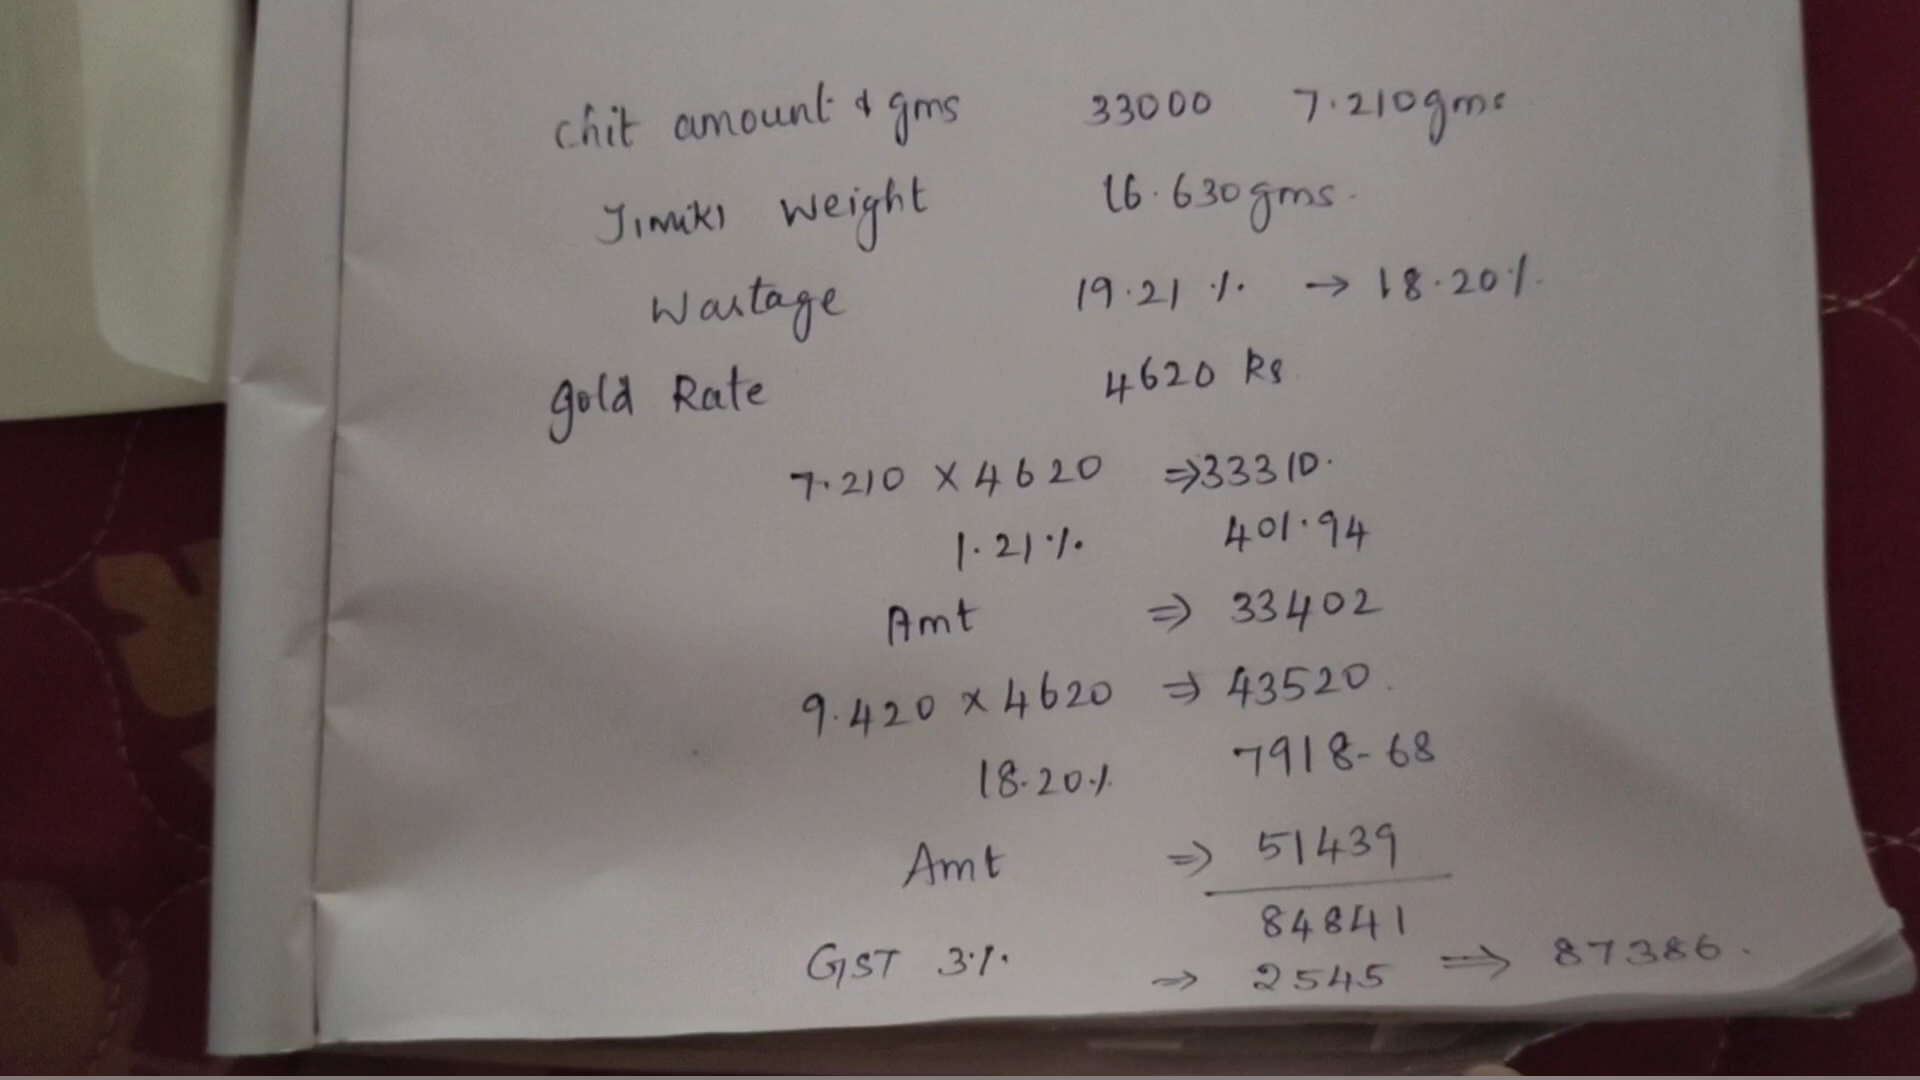 Chit amount & gms 33000 7.210gms
Jimiki Weight 16.630gms.
Wastage 19.21 % → 18.20%.
gold Rate 4620 Rs
7.210 x 4620 ⇒ 33310.
1.21% 401.94
Amt ⇒ 33402
9.420 x 4620 ⇒ 43520.
18.20% 7918-68
Amt ⇒ 51439
84841
GST 3% ⇒ 2545 ⇒ 87386.